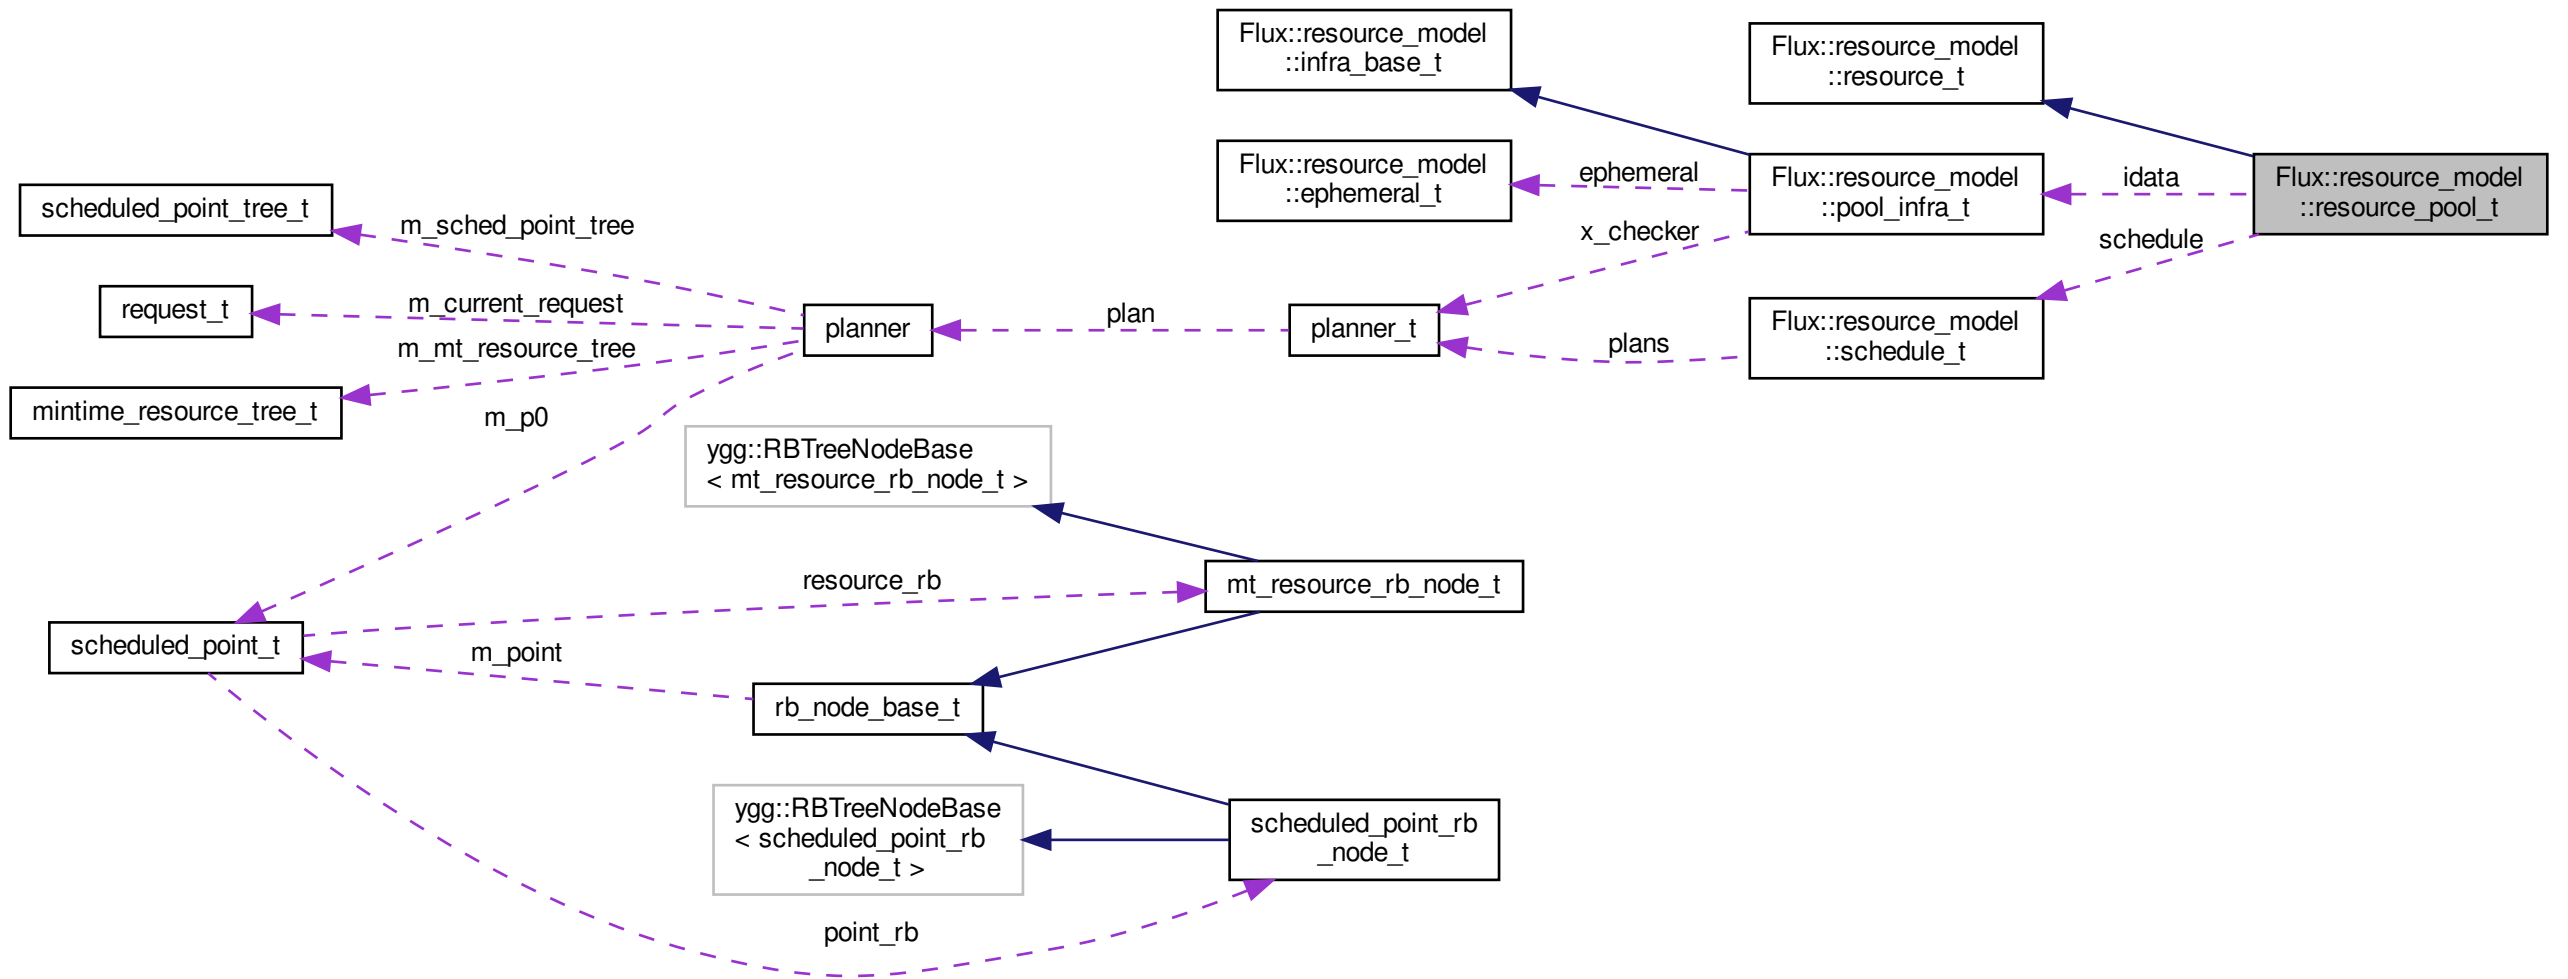 Flux::resource_model
::infra_base_t
Flux::resource_model
::resource_t
Flux::resource_model
::ephemeral_t
ephemeral
Flux::resource_model
::pool_infra_t
idata
Flux::resource_model
::resource_pool_t
scheduled_point_tree_t
m_sched_point_tree
x_checker
schedule
request_t
m_current_request
planner
plan
planner_t
plans
Flux::resource_model
::schedule_t
m_mt_resource_tree
mintime_resource_tree_t
m_p0
ygg::RBTreeNodeBase
< mt_resource_rb_node_t >
resource_rb
mt_resource_rb_node_t
scheduled_point_t
m_point
rb_node_base_t
ygg::RBTreeNodeBase
< scheduled_point_rb
_node_t >
scheduled_point_rb
_node_t
point_rb